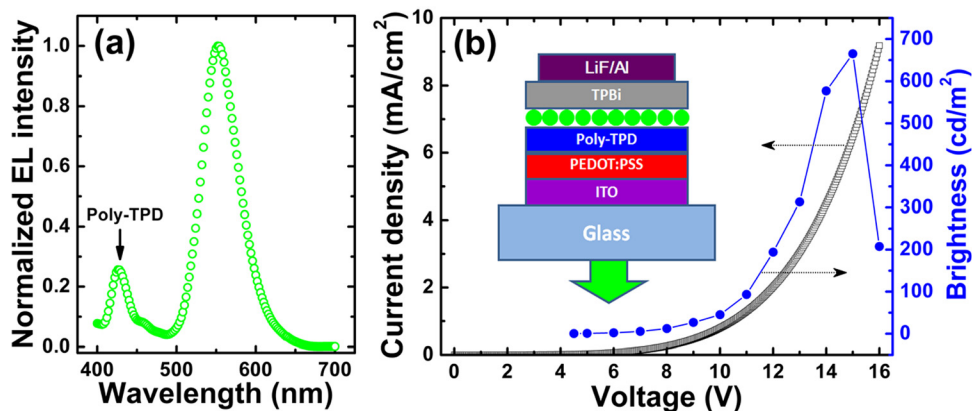 (a)
Normalized EL intensity
1.0
0.8
0.6
0.4
0.2
0.0
Poly-TPD
400
450
500
550
600
650
700
Wavelength (nm)
(b)
Current density (mA/cm²)
10
8
6
4
2
0
LiF/Al
TPBi
Poly-TPD
PEDOT:PSS
ITO
Glass
0
2
4
6
8
10
12
14
16
Voltage (V)
700
600
500
400
300
200
100
0
Brightness (cd/m²)